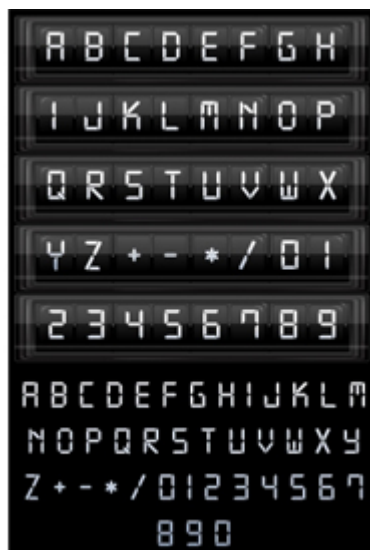 ABCDEFGH
IJKLMNOP
QRSTUVWX
YZ+-*/01
23456789
ABCDEFGHIJKLM
NOPQRSTUVWXY
Z+-*/01234567
890